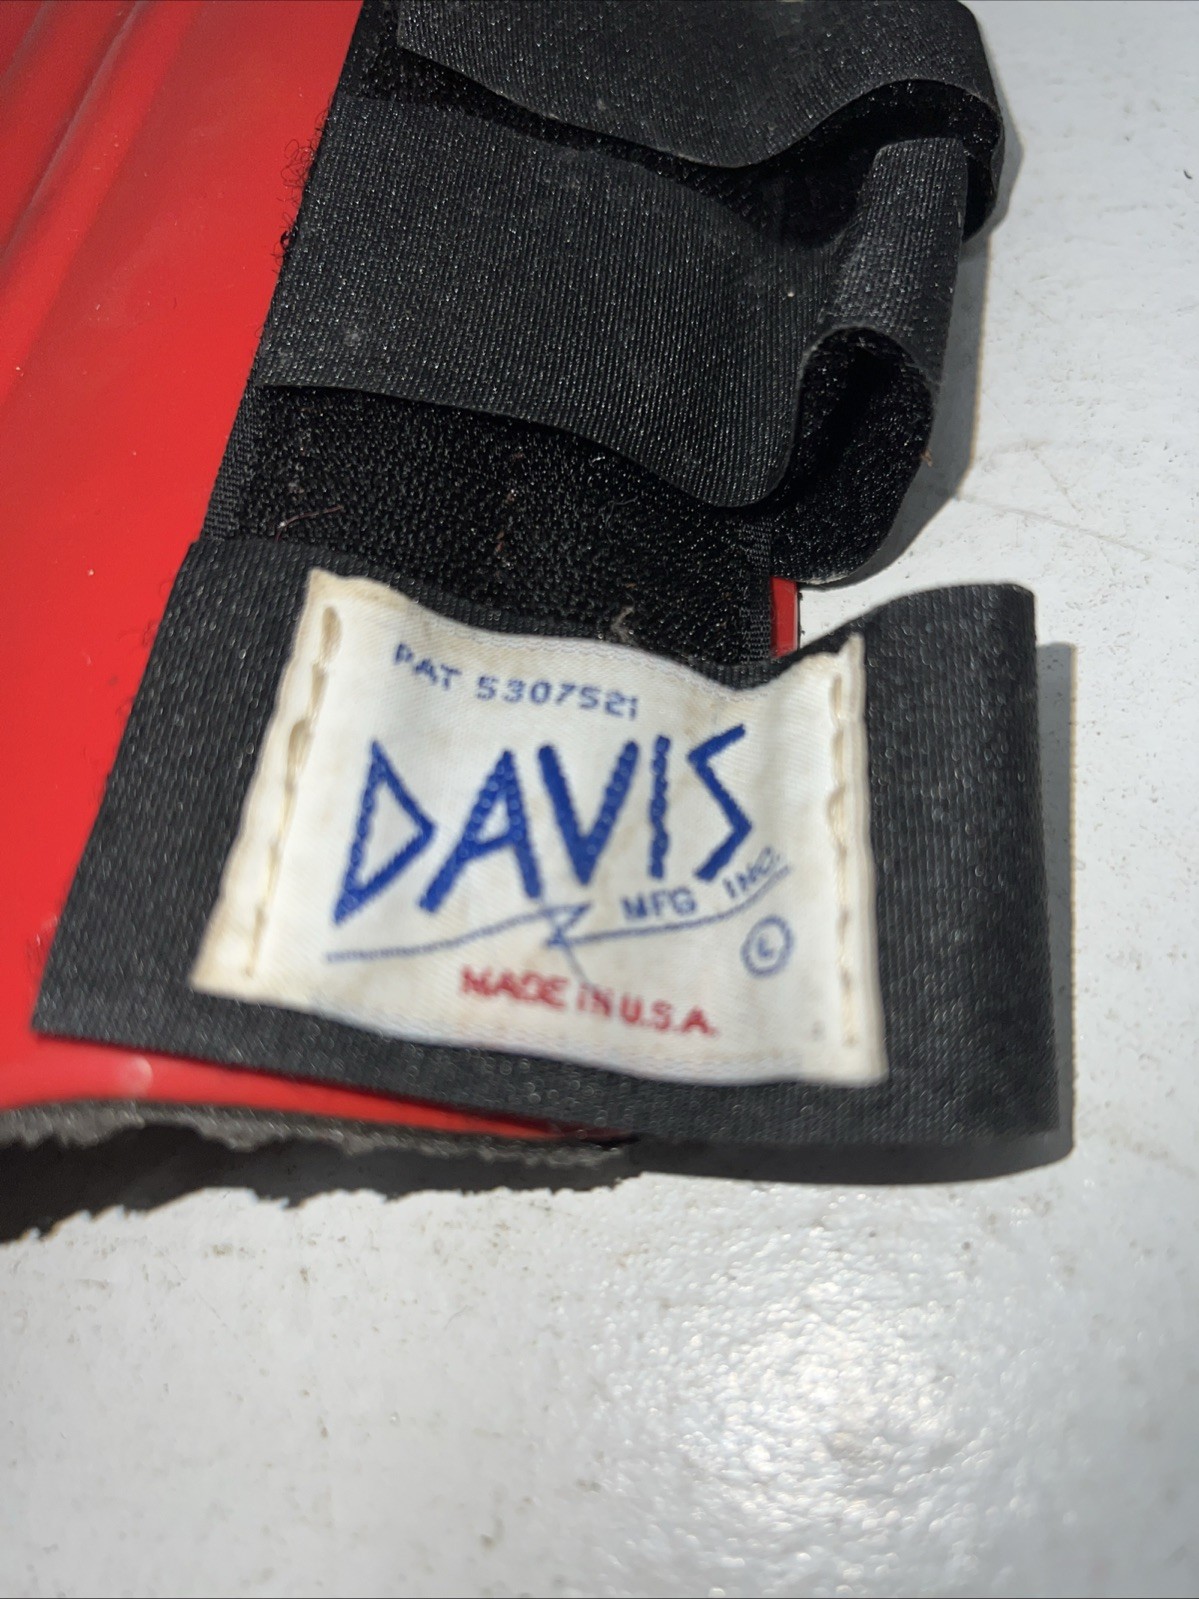 PAT 5307521
DAVIS
MFG INC.
L
MADE IN U.S.A.